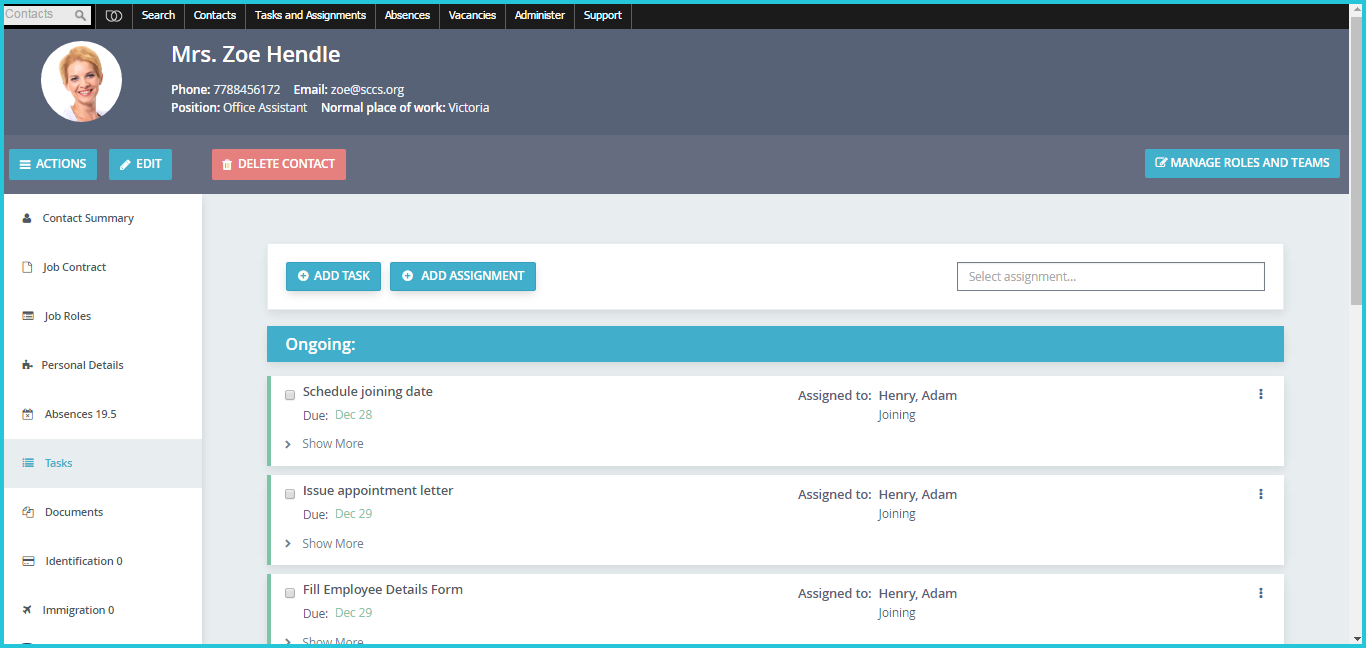 Contacts
Search Contacts Tasks and Assignments Absences Vacancies Administer Support
Mrs. Zoe Hendle
Phone: 7788456172 Email: zoe@sccs.org
Position: Office Assistant Normal place of work: Victoria
ACTIONS EDIT DELETE CONTACT MANAGE ROLES AND TEAMS
Contact Summary
Job Contract
Job Roles
Personal Details
Absences 19.5
Tasks
Documents
Identification 0
Immigration 0
ADD TASK ADD ASSIGNMENT Select assignment...
Ongoing:
Schedule joining date Assigned to: Henry, Adam
Due: Dec 28 Joining
Show More
Issue appointment letter Assigned to: Henry, Adam
Due: Dec 29 Joining
Show More
Fill Employee Details Form Assigned to: Henry, Adam
Due: Dec 29 Joining
Show More